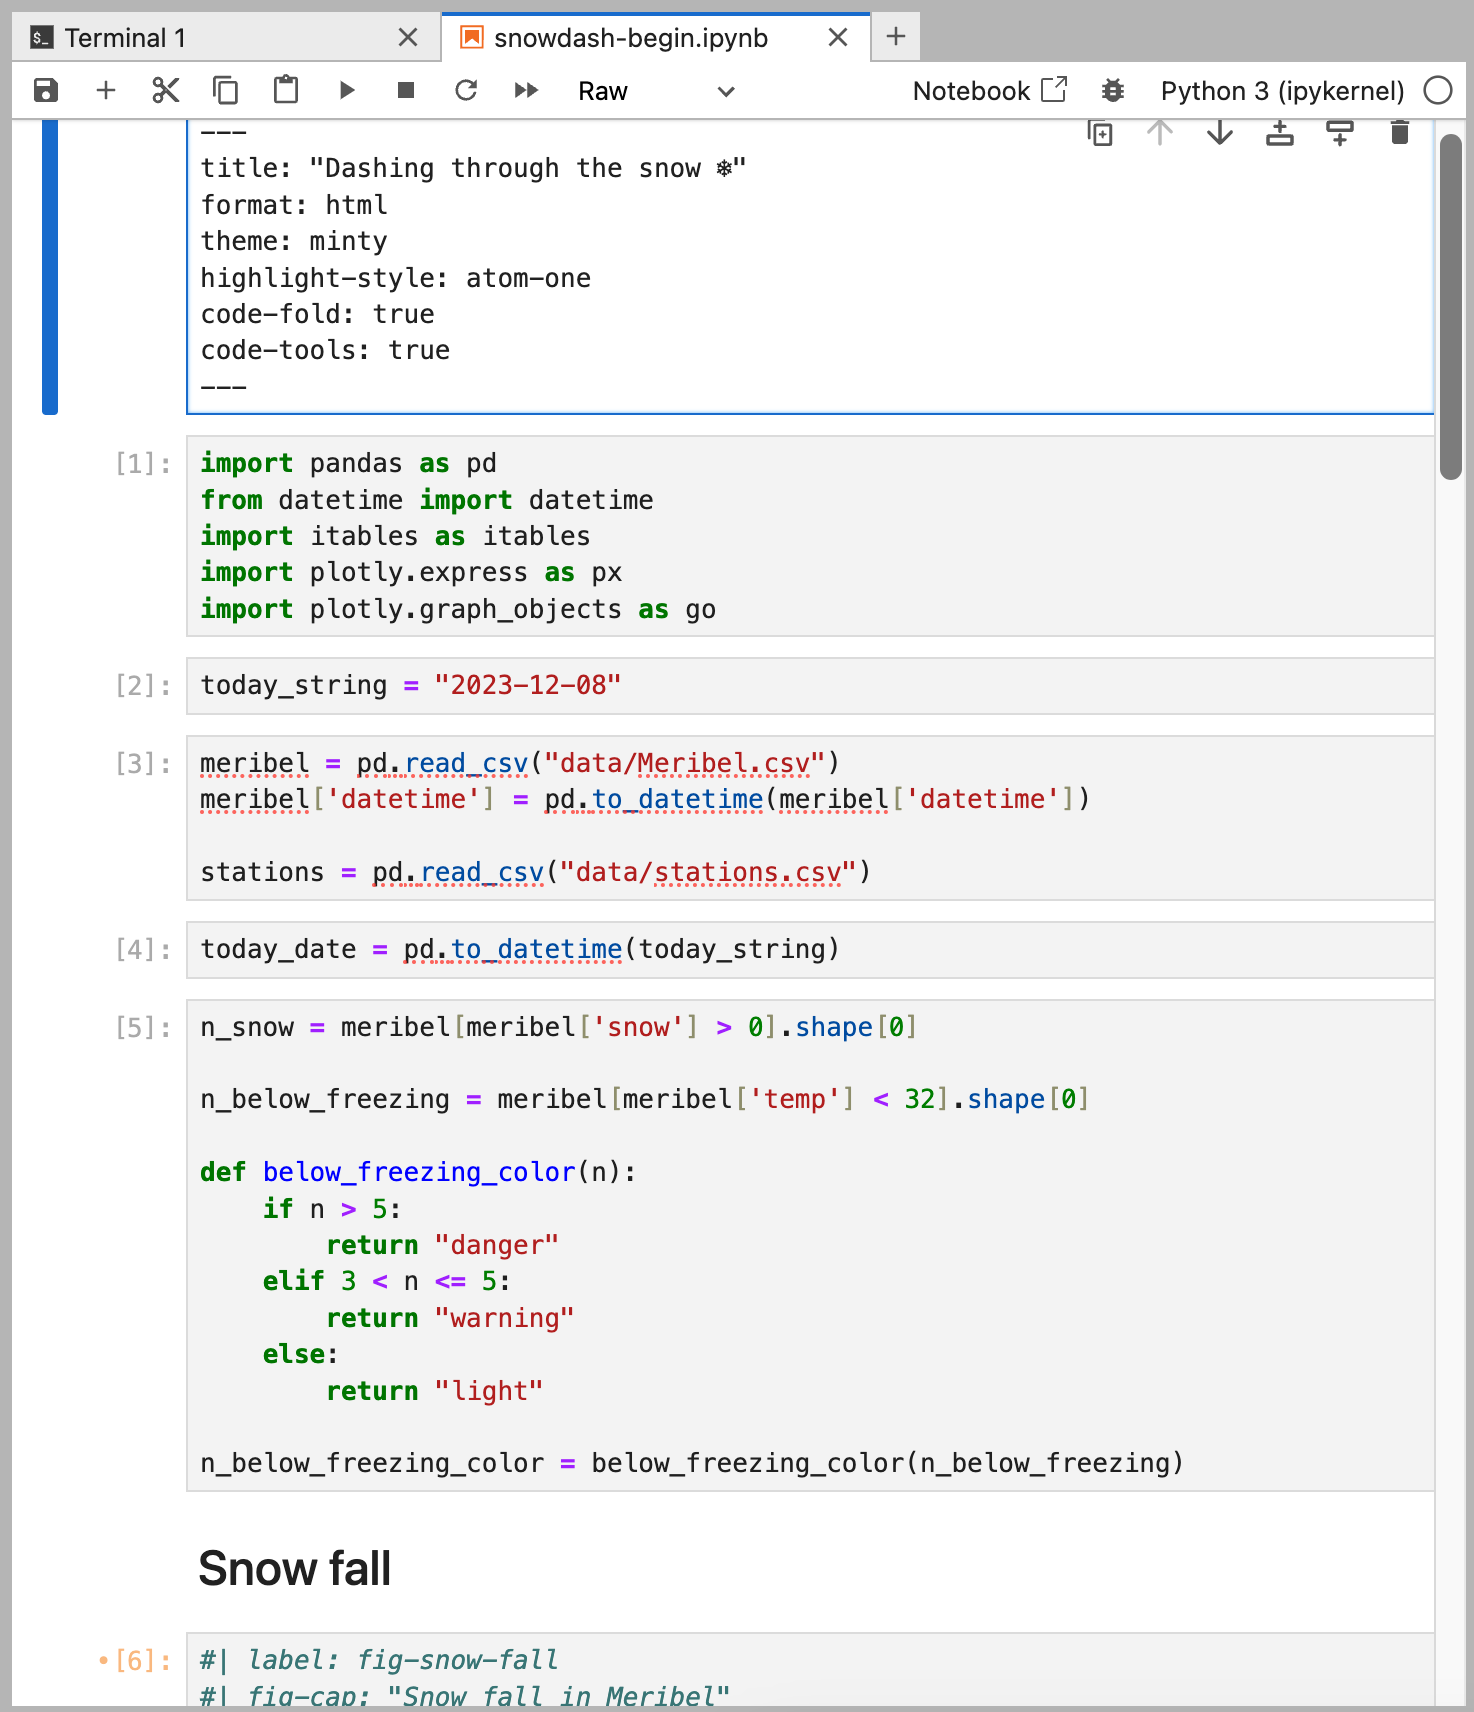 Terminal 1
snowdash-begin.ipynb
Raw
Notebook
Python 3 (ipykernel)
---
title: "Dashing through the snow ❄"
format: html
theme: minty
highlight-style: atom-one
code-fold: true
code-tools: true
---
[1]:
import pandas as pd
from datetime import datetime
import itables as itables
import plotly.express as px
import plotly.graph_objects as go
[2]:
today_string = "2023-12-08"
[3]:
meribel = pd.read_csv("data/Meribel.csv")
meribel['datetime'] = pd.to_datetime(meribel['datetime'])
stations = pd.read_csv("data/stations.csv")
[4]:
today_date = pd.to_datetime(today_string)
[5]:
n_snow = meribel[meribel['snow'] > 0].shape[0]
n_below_freezing = meribel[meribel['temp'] < 32].shape[0]
def below_freezing_color(n):
    if n > 5:
        return "danger"
    elif 3 < n <= 5:
        return "warning"
    else:
        return "light"
n_below_freezing_color = below_freezing_color(n_below_freezing)
Snow fall
[6]:
#| label: fig-snow-fall
#| fig-cap: "Snow fall in Meribel"